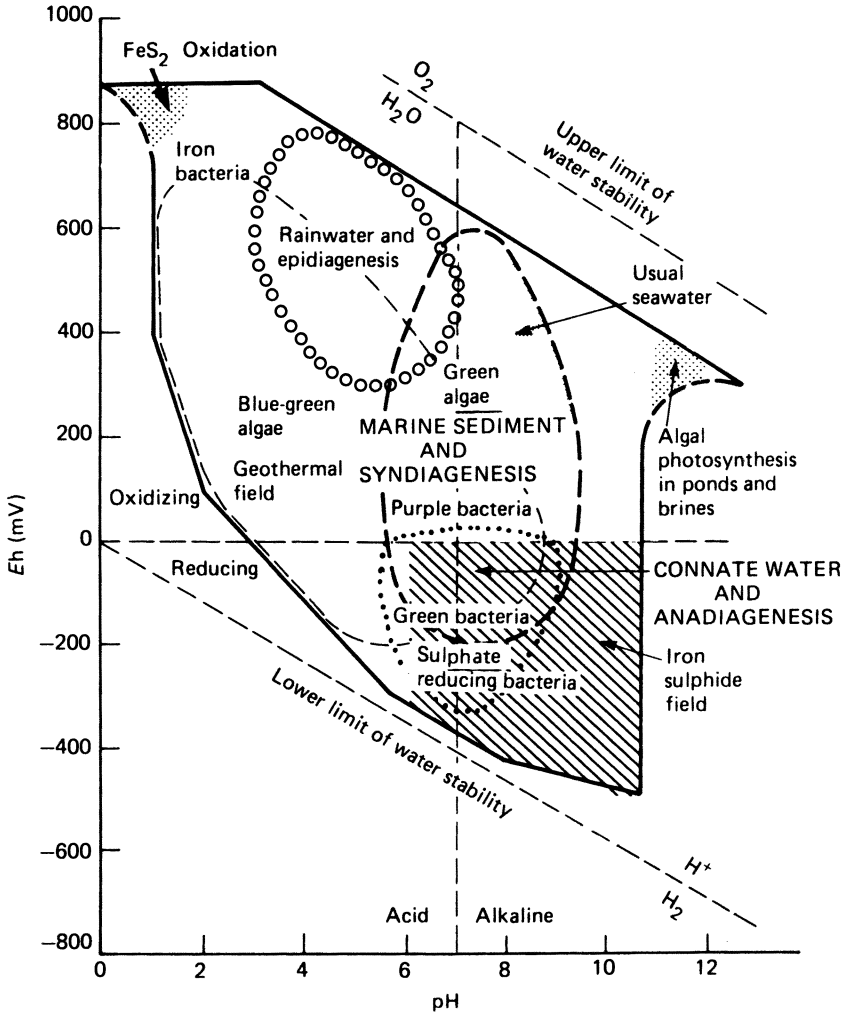 1000
FeS2 Oxidation
O2
H2O
Upper limit of
water stability
800
Iron
bacteria
600
Rainwater and
epidiagenesis
Usual
seawater
400
Green
algae
Blue-green
algae
MARINE SEDIMENT
AND
SYNDIAGENESIS
200
Algal
photosynthesis
in ponds and
brines
Geothermal
field
Oxidizing
Purple bacteria
Eh (mV)
0
Reducing
CONNATE WATER
AND
ANADIAGENESIS
Green bacteria
−200
Sulphate
reducing bacteria
Iron
sulphide
field
Lower limit of water stability
−400
−600
H+
H2
Acid
Alkaline
−800
0 2 4 6 8 10 12
pH